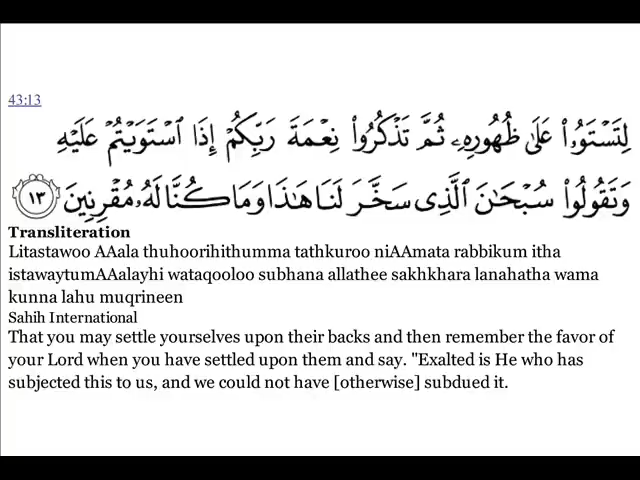 43:13
لِتَسْتَوُۥا۟ عَلَىٰ ظُهُورِهِۦ ثُمَّ تَذْكُرُوا۟ نِعْمَةَ رَبِّكُمْ إِذَا ٱسْتَوَيْتُمْ عَلَيْهِ
وَتَقُولُوا۟ سُبْحَٰنَ ٱلَّذِى سَخَّرَ لَنَا هَٰذَا وَمَا كُنَّا لَهُۥ مُقْرِنِينَ ١٣
Transliteration
Litastawoo AAala thuhoorihithumma tathkuroo niAAmata rabbikum itha
istawaytumAAalayhi wataqooloo subhana allathee sakhkhara lanahatha wama
kunna lahu muqrineen
Sahih International
That you may settle yourselves upon their backs and then remember the favor of
your Lord when you have settled upon them and say. "Exalted is He who has
subjected this to us, and we could not have [otherwise] subdued it.